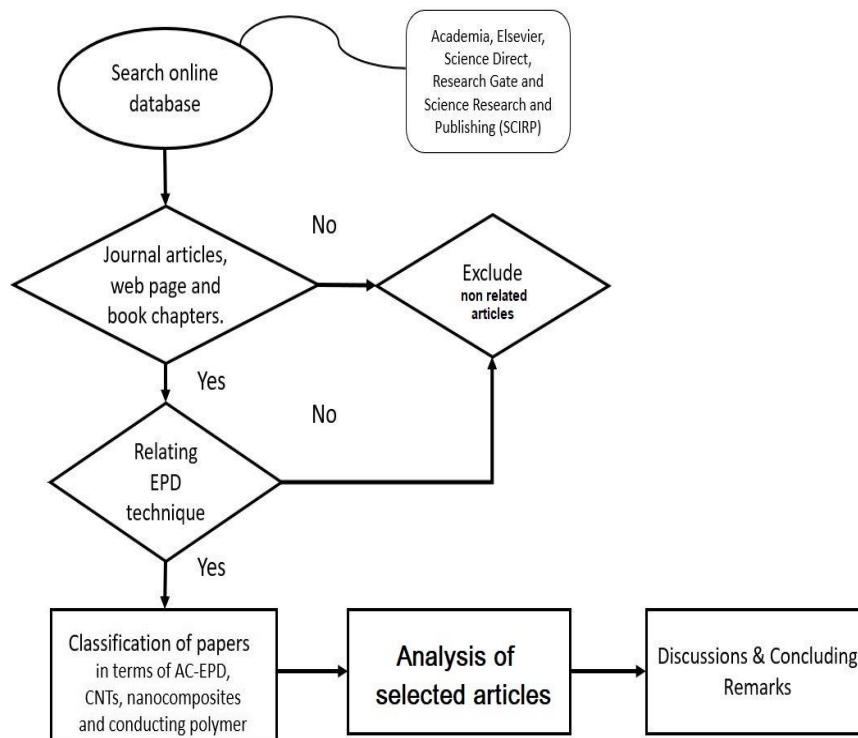 Search online
database
Academia, Elsevier,
Science Direct,
Research Gate and
Science Research and
Publishing (SCIRP)
No
Journal articles,
web page and
book chapters.
Exclude
non related
articles
Yes
No
Relating
EPD
technique
Yes
Classification of papers
in terms of AC-EPD,
CNTs, nanocomposites
and conducting polymer
Analysis of
selected articles
Discussions & Concluding
Remarks